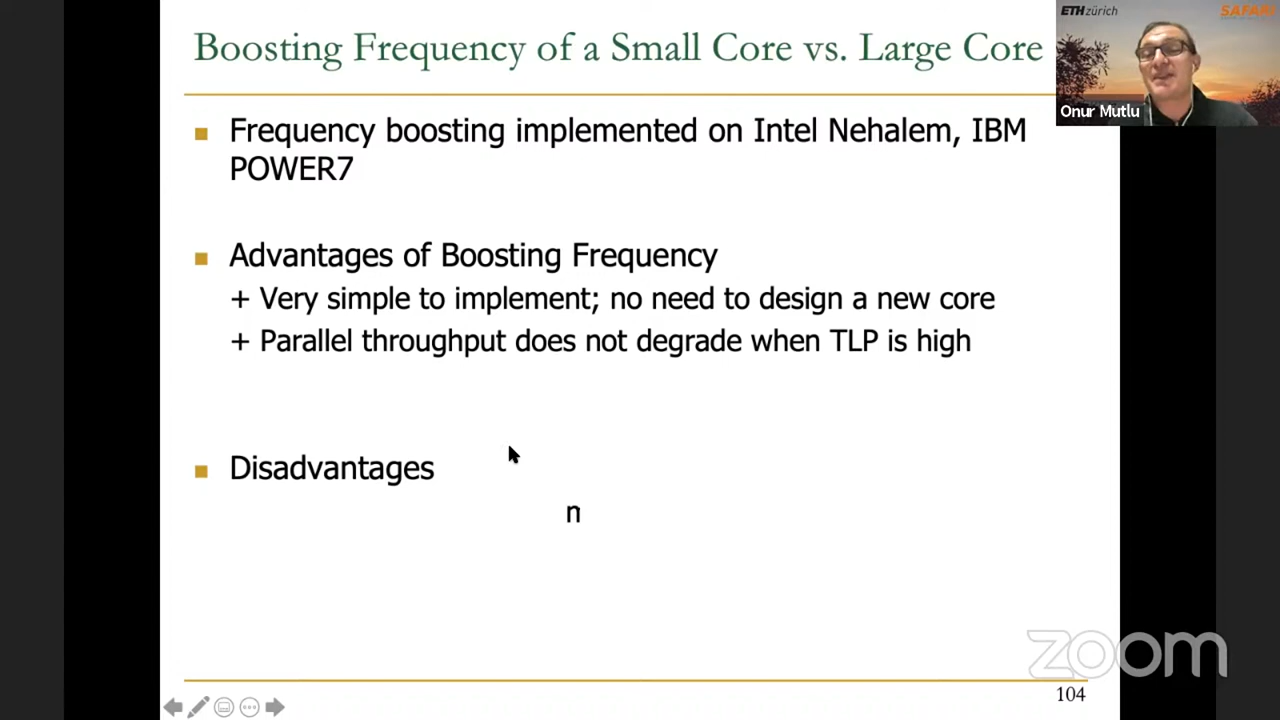 Boosting Frequency of a Small Core vs. Large Core
ETH zürich
SAFARI
Onur Mutlu
Frequency boosting implemented on Intel Nehalem, IBM
POWER7
Advantages of Boosting Frequency
+ Very simple to implement; no need to design a new core
+ Parallel throughput does not degrade when TLP is high
Disadvantages
n
zoom
104